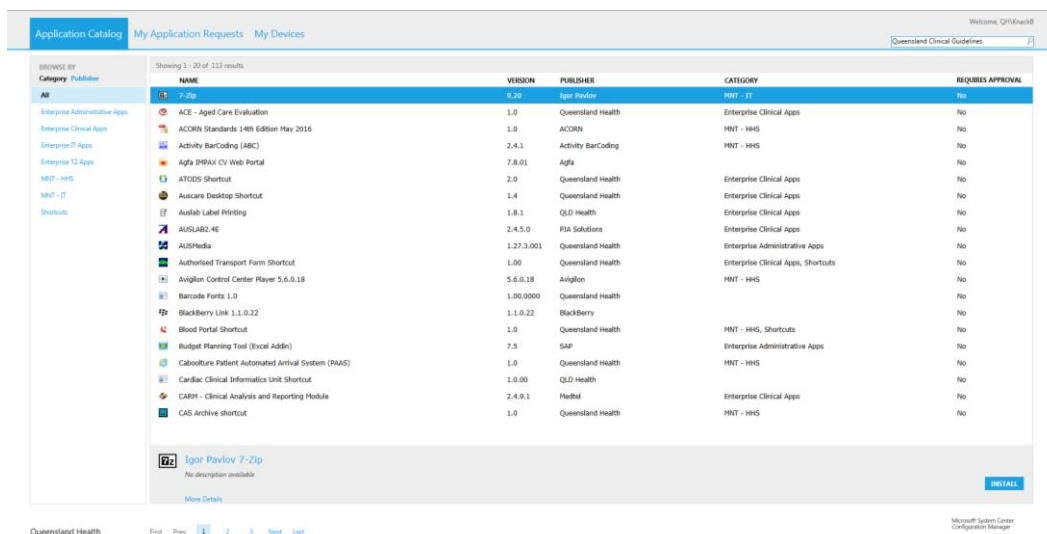 Welcome, QH\KnackB
Application Catalog My Application Requests My Devices
Queensland Clinical Guidelines
BROWSE BY
Category Publisher
All
Enterprise Administrative Apps
Enterprise Clinical Apps
Enterprise IT Apps
Enterprise T2 Apps
MNT - HHS
MNT - IT
Shortcuts
Showing 1 - 20 of 113 results
NAME VERSION PUBLISHER CATEGORY REQUIRES APPROVAL
7-Zip 9.20 Igor Pavlov MNT - IT No
ACE - Aged Care Evaluation 1.0 Queensland Health Enterprise Clinical Apps No
ACORN Standards 14th Edition May 2016 1.0 ACORN MNT - HHS No
Activity BarCoding (ABC) 2.4.1 Activity BarCoding MNT - HHS No
Agfa IMPAX CV Web Portal 7.8.01 Agfa No
ATODS Shortcut 2.0 Queensland Health Enterprise Clinical Apps No
Auscare Desktop Shortcut 1.4 Queensland Health Enterprise Clinical Apps No
Auslab Label Printing 1.8.1 QLD Health Enterprise Clinical Apps No
AUSLAB2.4E 2.4.5.0 PJA Solutions Enterprise Clinical Apps No
AUSMedia 1.27.3.001 Queensland Health Enterprise Administrative Apps No
Authorised Transport Form Shortcut 1.00 Queensland Health Enterprise Clinical Apps, Shortcuts No
Avigilon Control Center Player 5.6.0.18 5.6.0.18 Avigilon MNT - HHS No
Barcode Fonts 1.0 1.00.0000 Queensland Health No
BlackBerry Link 1.1.0.22 1.1.0.22 BlackBerry No
Blood Portal Shortcut 1.0 Queensland Health MNT - HHS, Shortcuts No
Budget Planning Tool (Excel Addin) 7.5 SAP Enterprise Administrative Apps No
Caboolture Patient Automated Arrival System (PAAS) 1.0 Queensland Health MNT - HHS No
Cardiac Clinical Informatics Unit Shortcut 1.0.00 QLD Health No
CARM - Clinical Analysis and Reporting Module 2.4.9.1 Medtel Enterprise Clinical Apps No
CAS Archive shortcut 1.0 Queensland Health MNT - HHS No
7z Igor Pavlov 7-Zip
No description available
INSTALL
More Details
Queensland Health First Prev 1 2 3 Next Last
Microsoft System Center
Configuration Manager